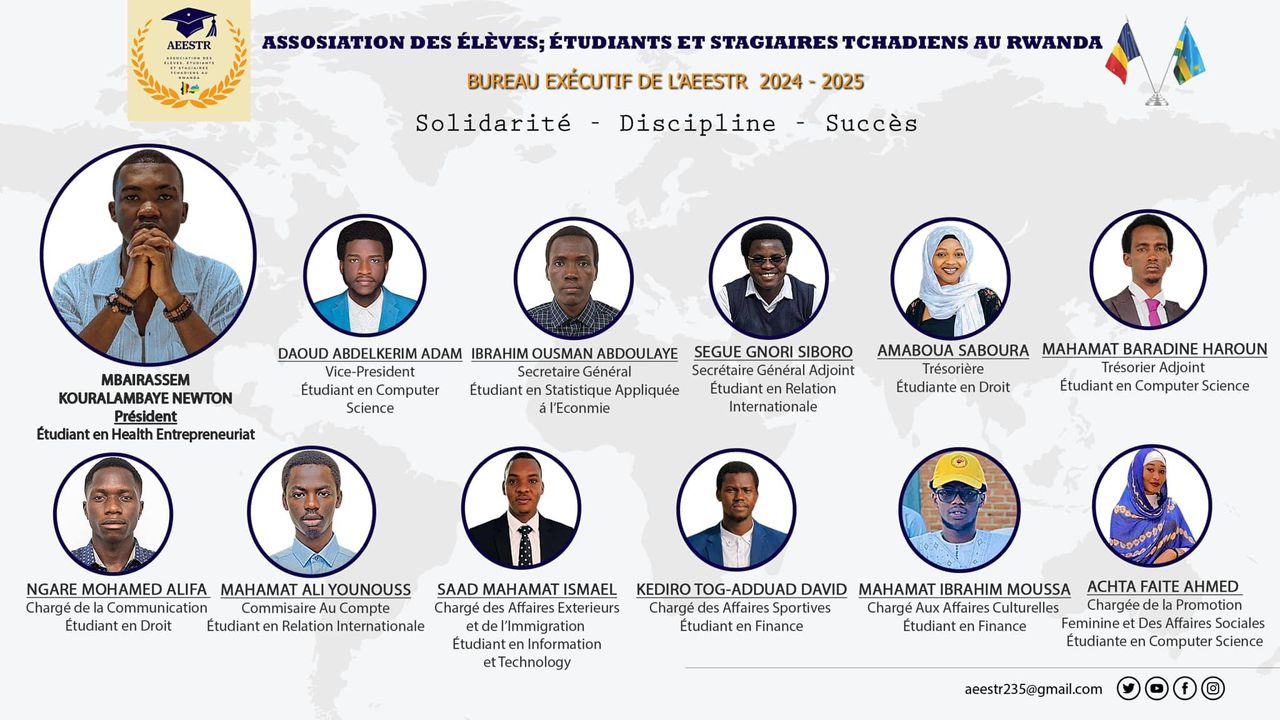 AEESTR
ASSOCIATION DES
ÉLÈVES, ÉTUDIANTS
ET STAGIAIRES
TCHADIENS AU
RWANDA
ASSOSIATION DES ÉLÈVES; ÉTUDIANTS ET STAGIAIRES TCHADIENS AU RWANDA
BUREAU EXÉCUTIF DE L'AEESTR 2024 - 2025
Solidarité - Discipline - Succès
MBAIRASSEM
KOURALAMBAYE NEWTON
Président
Étudiant en Health Entrepreneuriat
DAOUD ABDELKERIM ADAM
Vice-President
Étudiant en Computer
Science
IBRAHIM OUSMAN ABDOULAYE
Secretaire Général
Étudiant en Statistique Appliquée
á l'Econmie
SEGUE GNORI SIBORO
Secrétaire Général Adjoint
Étudiant en Relation
Internationale
AMABOUA SABOURA
Trésorière
Étudiante en Droit
MAHAMAT BARADINE HAROUN
Trésorier Adjoint
Étudiant en Computer Science
NGARE MOHAMED ALIFA
Chargé de la Communication
Étudiant en Droit
MAHAMAT ALI YOUNOUSS
Commisaire Au Compte
Étudiant en Relation Internationale
SAAD MAHAMAT ISMAEL
Chargé des Affaires Exterieurs
et de l'Immigration
Étudiant en Information
et Technology
KEDIRO TOG-ADDUAD DAVID
Chargé des Affaires Sportives
Étudiant en Finance
MAHAMAT IBRAHIM MOUSSA
Chargé Aux Affaires Culturelles
Étudiant en Finance
ACHTA FAITE AHMED
Chargée de la Promotion
Feminine et Des Affaires Sociales
Étudiante en Computer Science
aeestr235@gmail.com